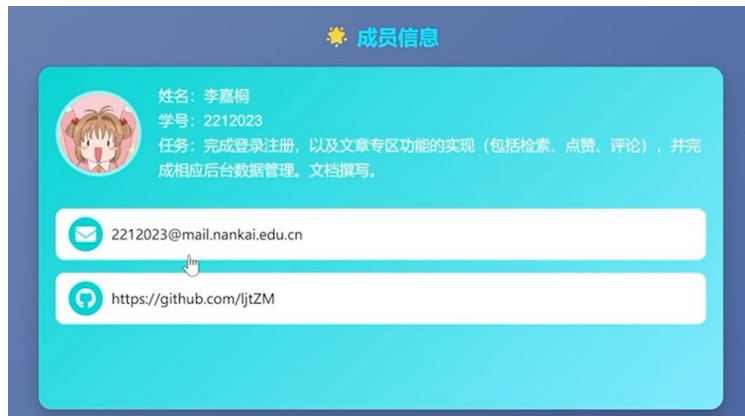 成员信息
姓名：李嘉桐
学号：2212023
任务：完成登录注册，以及文章专区功能的实现（包括检索、点赞、评论），并完
成相应后台数据管理。文档撰写。
2212023@mail.nankai.edu.cn
https://github.com/ljtZM